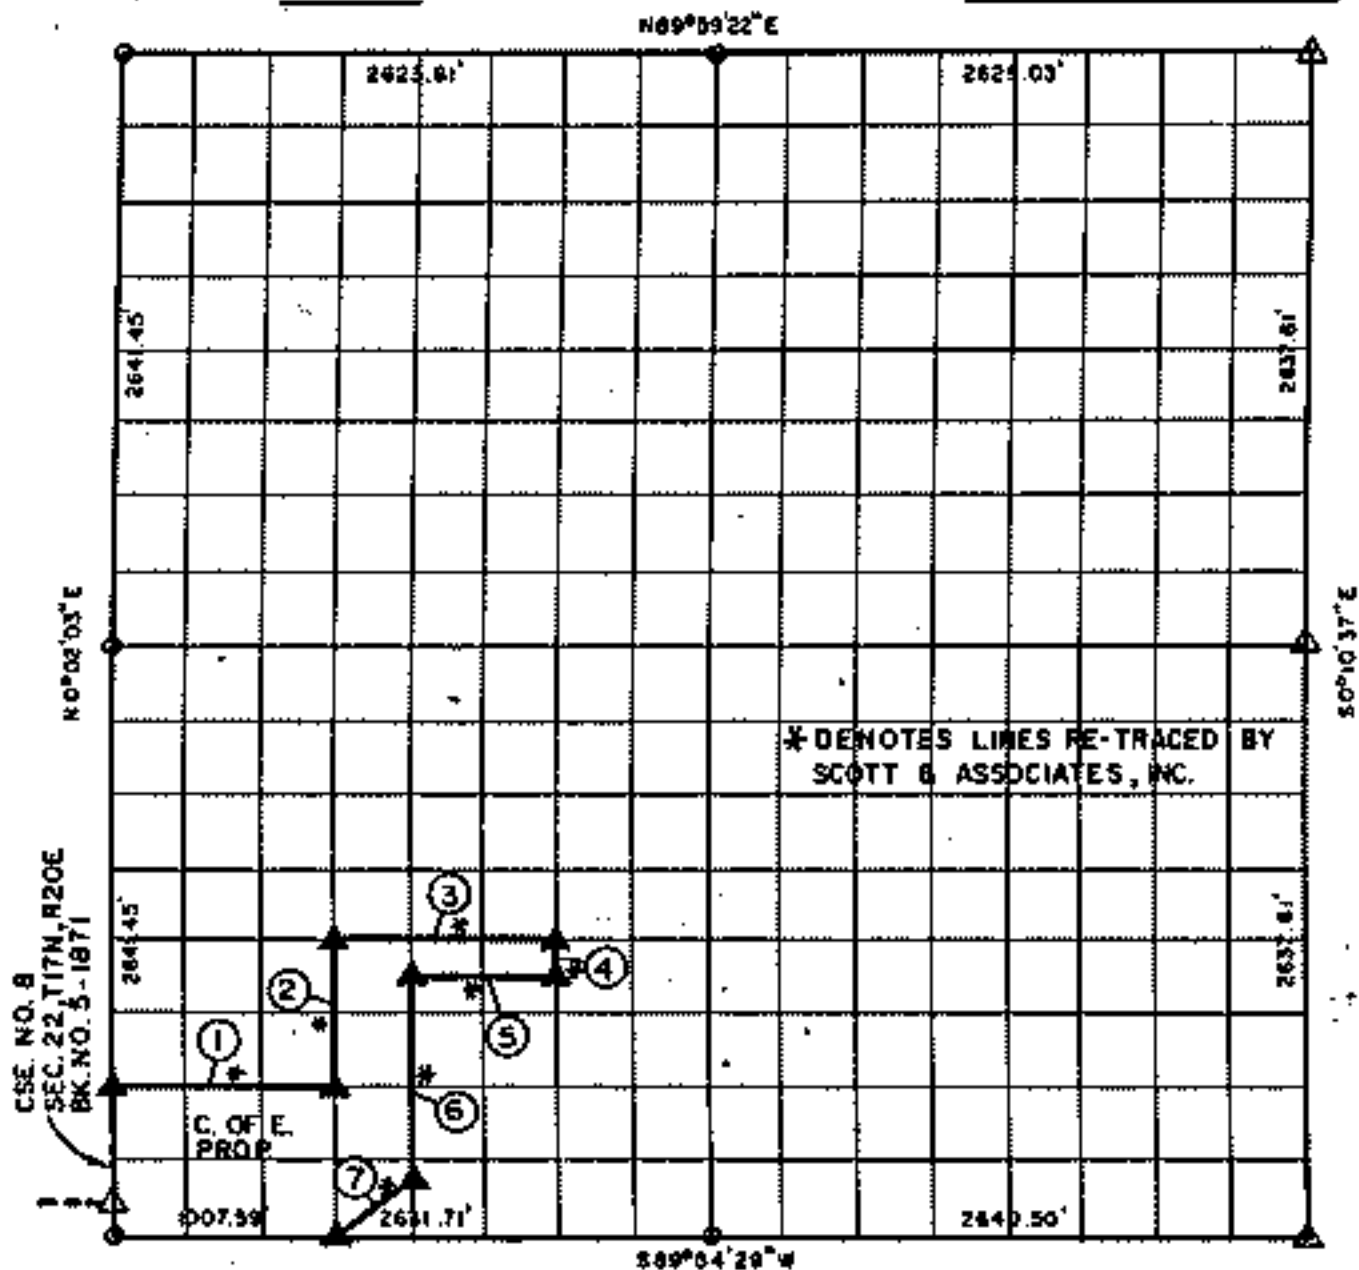 N89°59'22"E
2625.81'
2625.03'
2641.45'
2637.61'
N0°02'03"E
S0°10'37"E
* DENOTES LINES RE-TRACED BY
SCOTT & ASSOCIATES, INC.
CSE. NO. 8
SEC. 22, T17N, R20E
BK. NO. 5-1871
2641.45'
2637.61'
3
4
2
5
1
6
C. OF E.
PROP.
7
1007.59'
2631.71'
2640.50'
S89°54'29"W